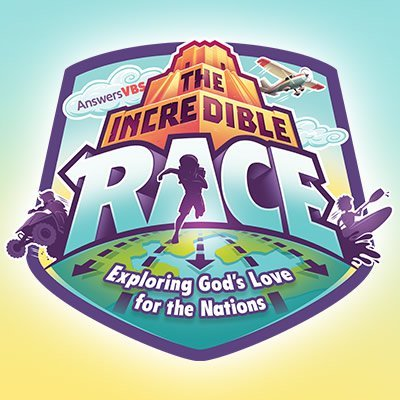 AnswersVBS
THE
INCREDIBLE
RACE
Exploring God's Love
for the Nations